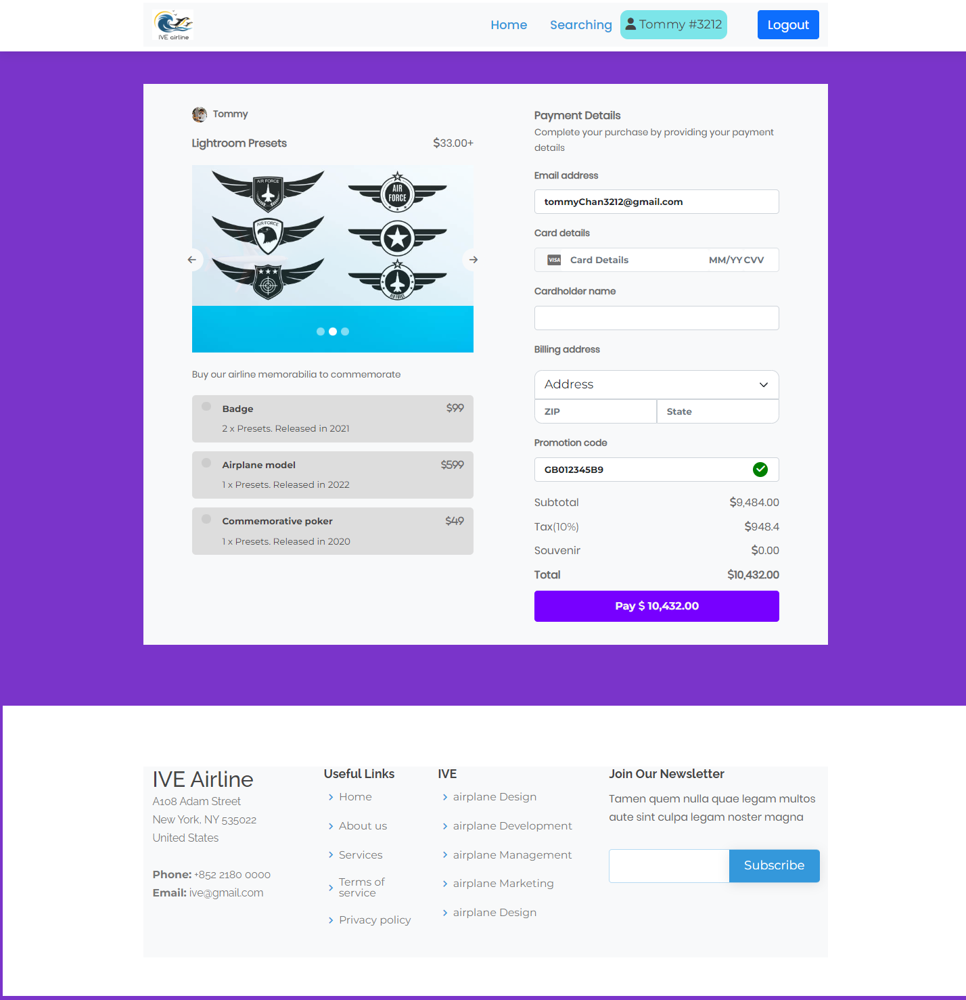 IVE airline
Home
Searching
Tommy #3212
Logout
Tommy
Lightroom Presets
$33.00+
AIR FORCE
AIR
FORCE
AIR FORCE
AIR FORCE
Buy our airline memorabilia to commemorate
Badge
$99
2 x Presets. Released in 2021
Airplane model
$599
1 x Presets. Released in 2022
Commemorative poker
$49
1 x Presets. Released in 2020
Payment Details
Complete your purchase by providing your payment
details
Email address
tommyChan3212@gmail.com
Card details
VISA
Card Details
MM/YY CVV
Cardholder name
Billing address
Address
ZIP
State
Promotion code
GB012345B9
Subtotal
$9,484.00
Tax(10%)
$948.4
Souvenir
$0.00
Total
$10,432.00
Pay $ 10,432.00
IVE Airline
A108 Adam Street
New York, NY 535022
United States
Phone: +852 2180 0000
Email: ive@gmail.com
Useful Links
Home
About us
Services
Terms of
service
Privacy policy
IVE
airplane Design
airplane Development
airplane Management
airplane Marketing
airplane Design
Join Our Newsletter
Tamen quem nulla quae legam multos
aute sint culpa legam noster magna
Subscribe